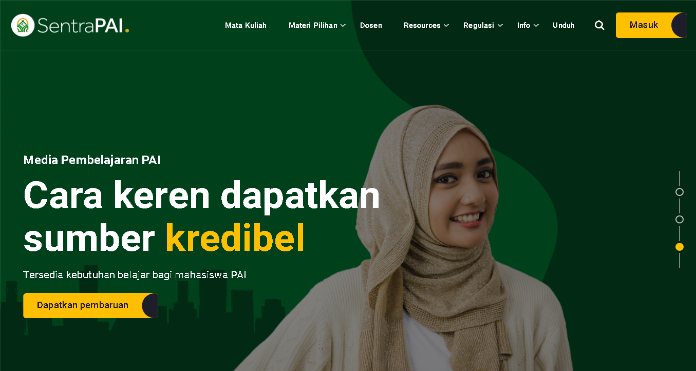 SentraPAI.
Mata Kuliah
Materi Pilihan
Dosen
Resources
Regulasi
Info
Unduh
Masuk
Media Pembelajaran PAI
Cara keren dapatkan
sumber kredibel
Tersedia kebutuhan belajar bagi mahasiswa PAI
Dapatkan pembaruan